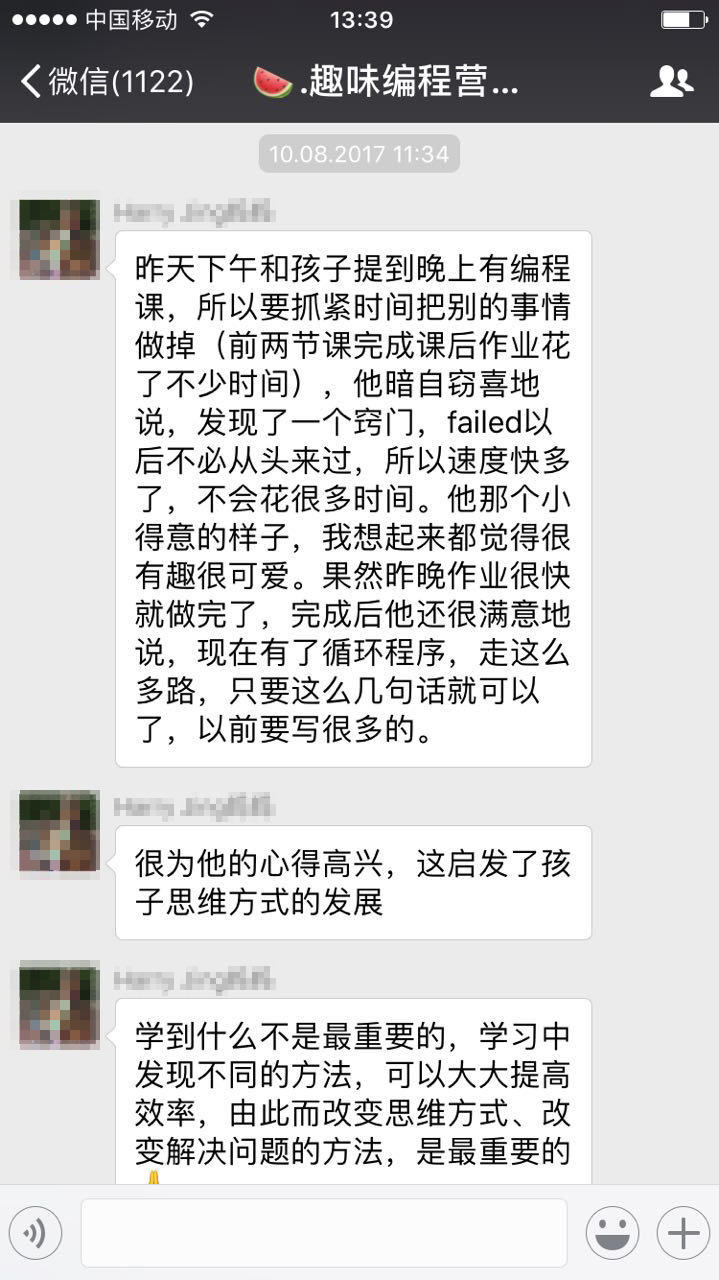 中国移动
13:39
微信(1122)
.趣味编程营...
10.08.2017 11:34
昨天下午和孩子提到晚上有编程
课，所以要抓紧时间把别的事情
做掉（前两节课完成课后作业花
了不少时间），他暗自窃喜地
说，发现了一个窍门，failed以
后不必从头来过，所以速度快多
了，不会花很多时间。他那个小
得意的样子，我想起来都觉得很
有趣很可爱。果然昨晚作业很快
就做完了，完成后他还很满意地
说，现在有了循环程序，走这么
多路，只要这么几句话就可以
了，以前要写很多的。
很为他的心得高兴，这启发了孩
子思维方式的发展
学到什么不是最重要的，学习中
发现不同的方法，可以大大提高
效率，由此而改变思维方式、改
变解决问题的方法，是最重要的